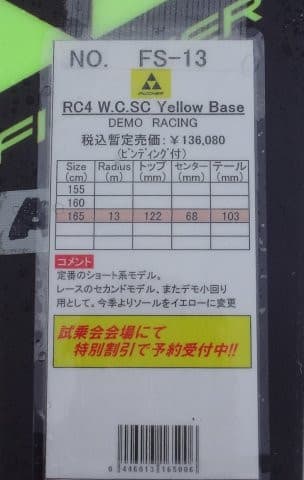 NO. FS-13
FISCHER
RC4 W.C.SC Yellow Base
DEMO RACING
税込暫定売価:￥136,080
(ﾋﾞﾝﾃﾞｨﾝｸﾞ付)
サイズ Radius トップ センター テール
(cm) (m) (mm) (mm) (mm)
155
160
165 13 122 68 103
コメント
定番のショート系モデル。
レースのセカンドモデル、またデモ小回り
用として。今季よりソールをイエローに変更
試乗会会場にて
特別割引で予約受付中!!